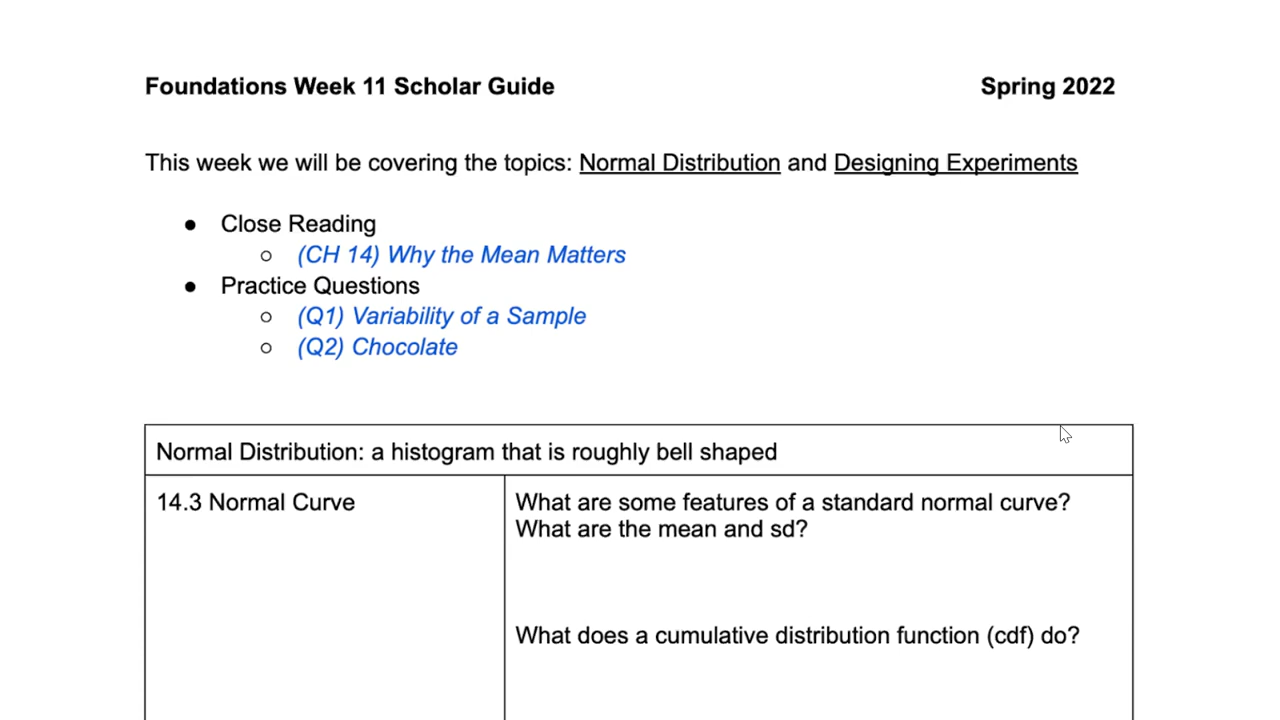 Foundations Week 11 Scholar Guide Spring 2022
This week we will be covering the topics: Normal Distribution and Designing Experiments
● Close Reading
○ (CH 14) Why the Mean Matters
● Practice Questions
○ (Q1) Variability of a Sample
○ (Q2) Chocolate
Normal Distribution: a histogram that is roughly bell shaped
14.3 Normal Curve
What are some features of a standard normal curve?
What are the mean and sd?
What does a cumulative distribution function (cdf) do?